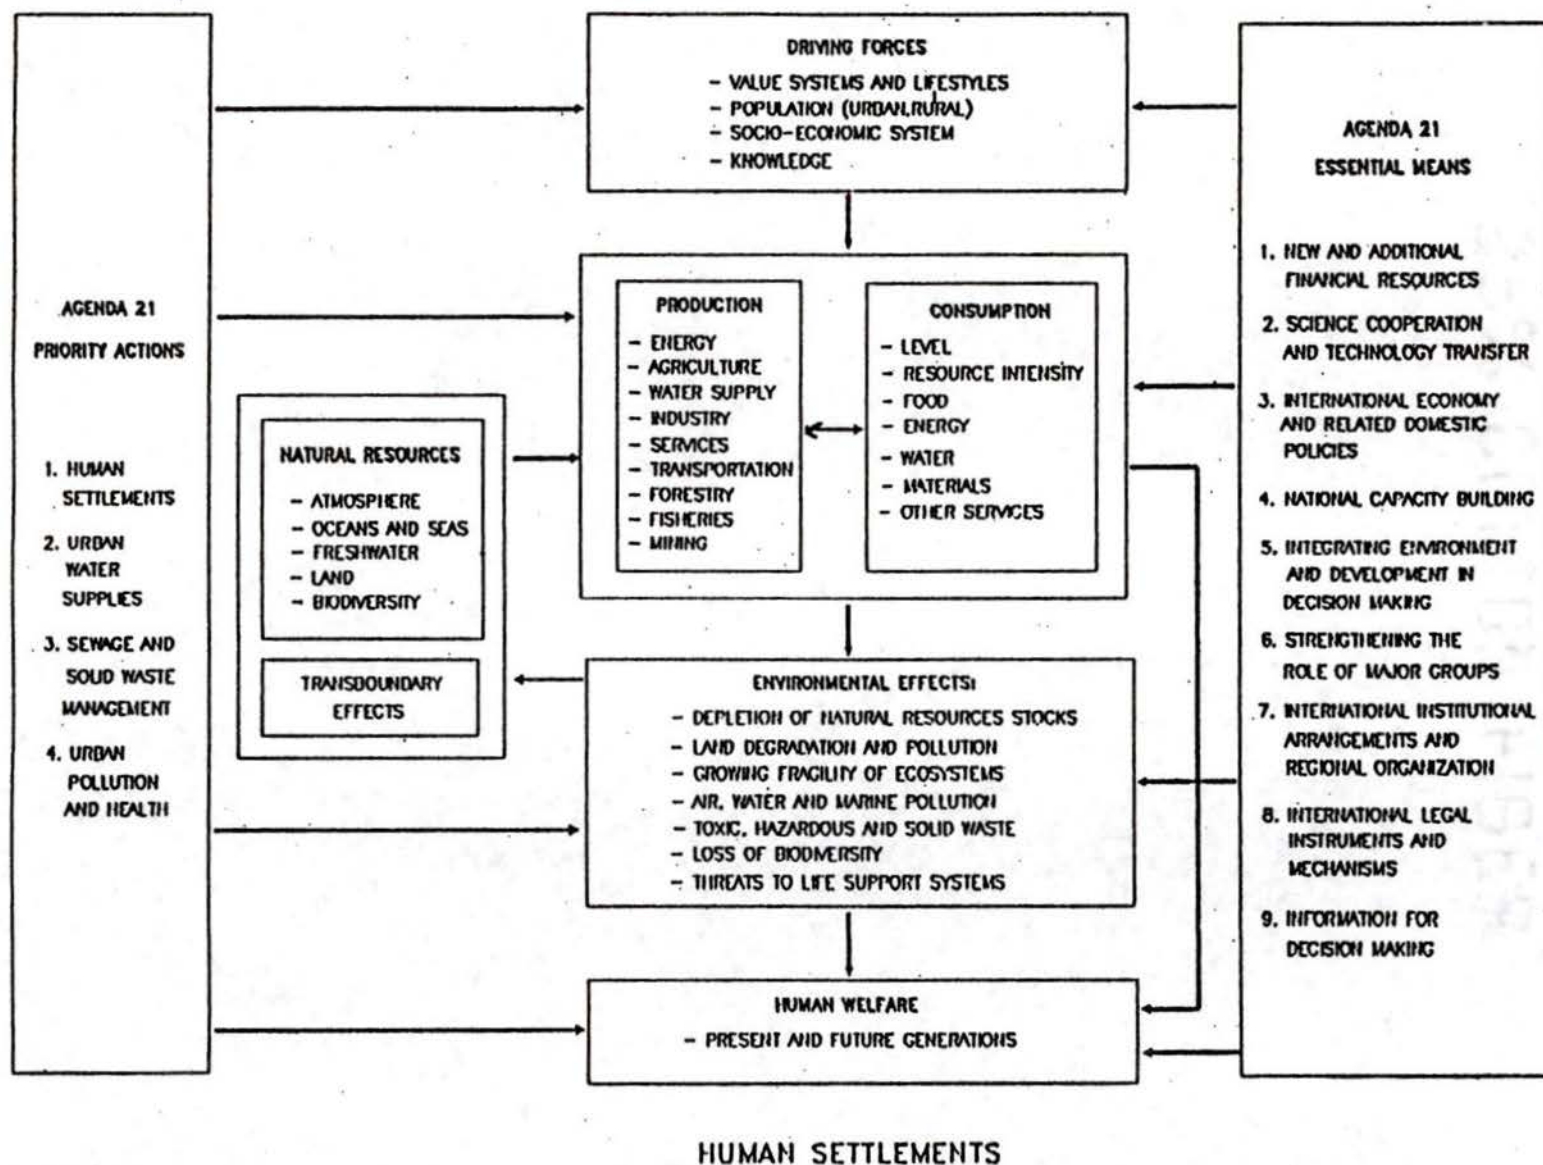 AGENDA 21
PRIORITY ACTIONS
1. HUMAN
SETTLEMENTS
2. URBAN
WATER
SUPPLIES
3. SEWAGE AND
SOLID WASTE
MANAGEMENT
4. URBAN
POLLUTION
AND HEALTH
NATURAL RESOURCES
- ATMOSPHERE
- OCEANS AND SEAS
- FRESHWATER
- LAND
- BIODIVERSITY
TRANSBOUNDARY
EFFECTS
DRIVING FORCES
- VALUE SYSTEMS AND LIFESTYLES
- POPULATION (URBAN,RURAL)
- SOCIO-ECONOMIC SYSTEM
- KNOWLEDGE
PRODUCTION
- ENERGY
- AGRICULTURE
- WATER SUPPLY
- INDUSTRY
- SERVICES
- TRANSPORTATION
- FORESTRY
- FISHERIES
- MINING
CONSUMPTION
- LEVEL
- RESOURCE INTENSITY
- FOOD
- ENERGY
- WATER
- MATERIALS
- OTHER SERVICES
ENVIRONMENTAL EFFECTS:
- DEPLETION OF NATURAL RESOURCES STOCKS
- LAND DEGRADATION AND POLLUTION
- GROWING FRAGILITY OF ECOSYSTEMS
- AIR, WATER AND MARINE POLLUTION
- TOXIC, HAZARDOUS AND SOLID WASTE
- LOSS OF BIODIVERSITY
- THREATS TO LIFE SUPPORT SYSTEMS
HUMAN WELFARE
- PRESENT AND FUTURE GENERATIONS
AGENDA 21
ESSENTIAL MEANS
1. NEW AND ADDITIONAL
FINANCIAL RESOURCES
2. SCIENCE COOPERATION
AND TECHNOLOGY TRANSFER
3. INTERNATIONAL ECONOMY
AND RELATED DOMESTIC
POLICIES
4. NATIONAL CAPACITY BUILDING
5. INTEGRATING ENVIRONMENT
AND DEVELOPMENT IN
DECISION MAKING
6. STRENGTHENING THE
ROLE OF MAJOR GROUPS
7. INTERNATIONAL INSTITUTIONAL
ARRANGEMENTS AND
REGIONAL ORGANIZATION
8. INTERNATIONAL LEGAL
INSTRUMENTS AND
MECHANISMS
9. INFORMATION FOR
DECISION MAKING
HUMAN SETTLEMENTS